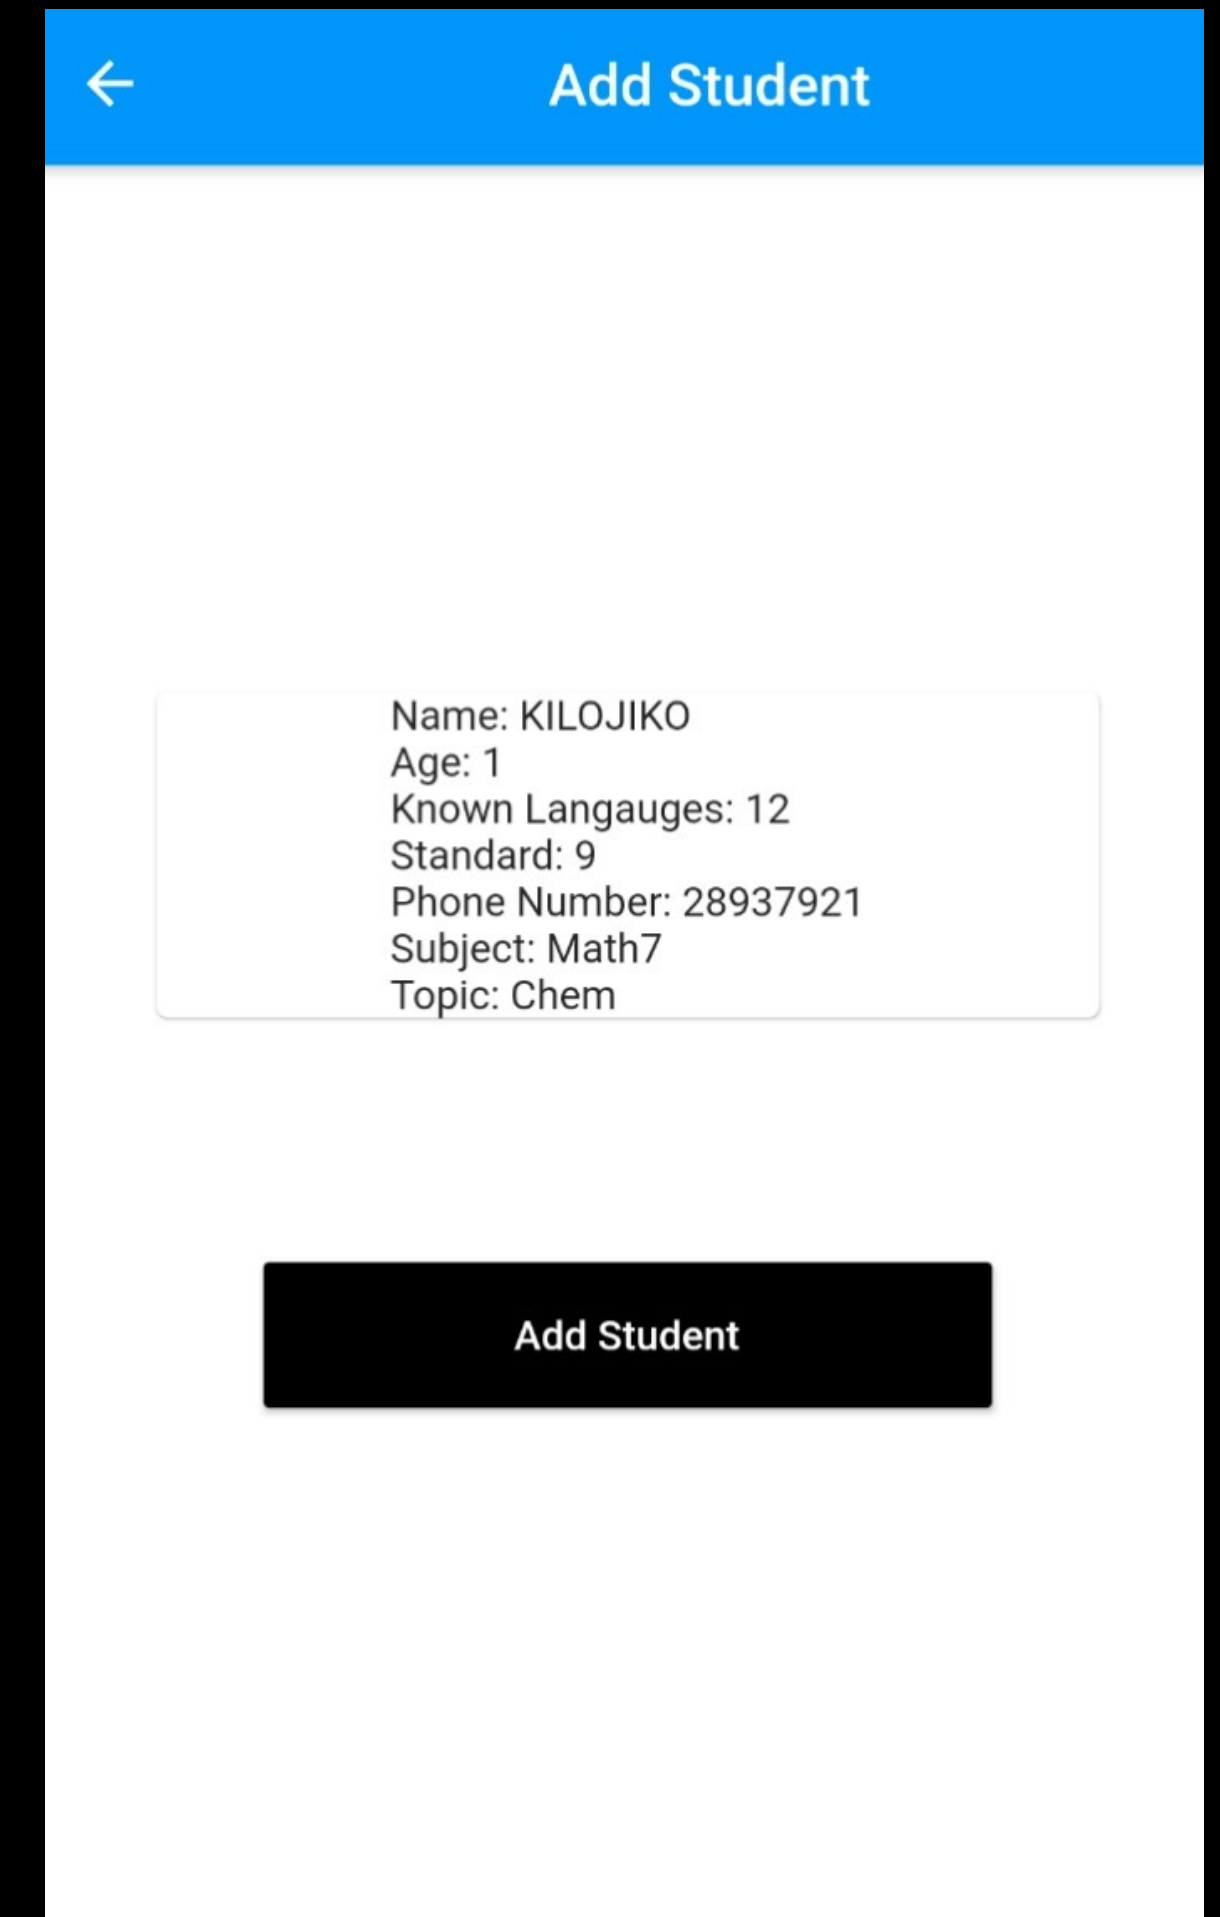 Add Student
Name: KILOJIKO
Age: 1
Known Langauges: 12
Standard: 9
Phone Number: 28937921
Subject: Math7
Topic: Chem
Add Student